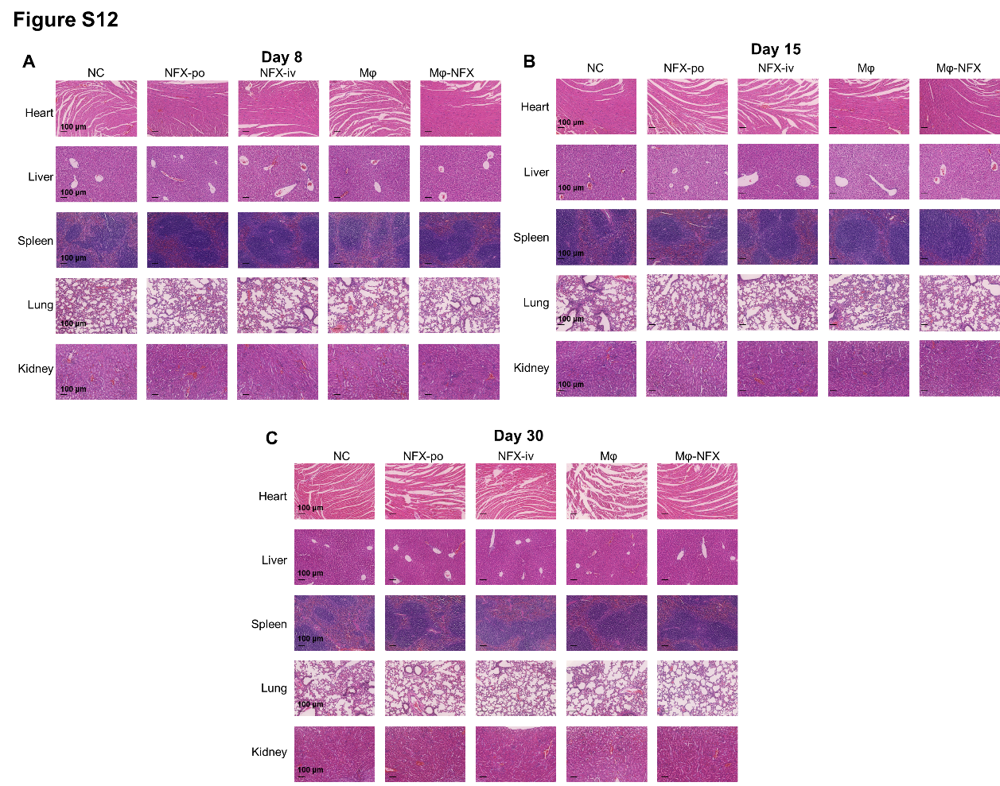 Figure S12
A
Day 8
NC NFX-po NFX-iv Mφ Mφ-NFX
Heart
100 μm
Liver
100 μm
Spleen
100 μm
Lung
100 μm
Kidney
100 μm
B
Day 15
NC NFX-po NFX-iv Mφ Mφ-NFX
Heart
100 μm
Liver
100 μm
Spleen
100 μm
Lung
100 μm
Kidney
100 μm
C
Day 30
NC NFX-po NFX-iv Mφ Mφ-NFX
Heart
100 μm
Liver
100 μm
Spleen
100 μm
Lung
100 μm
Kidney
100 μm